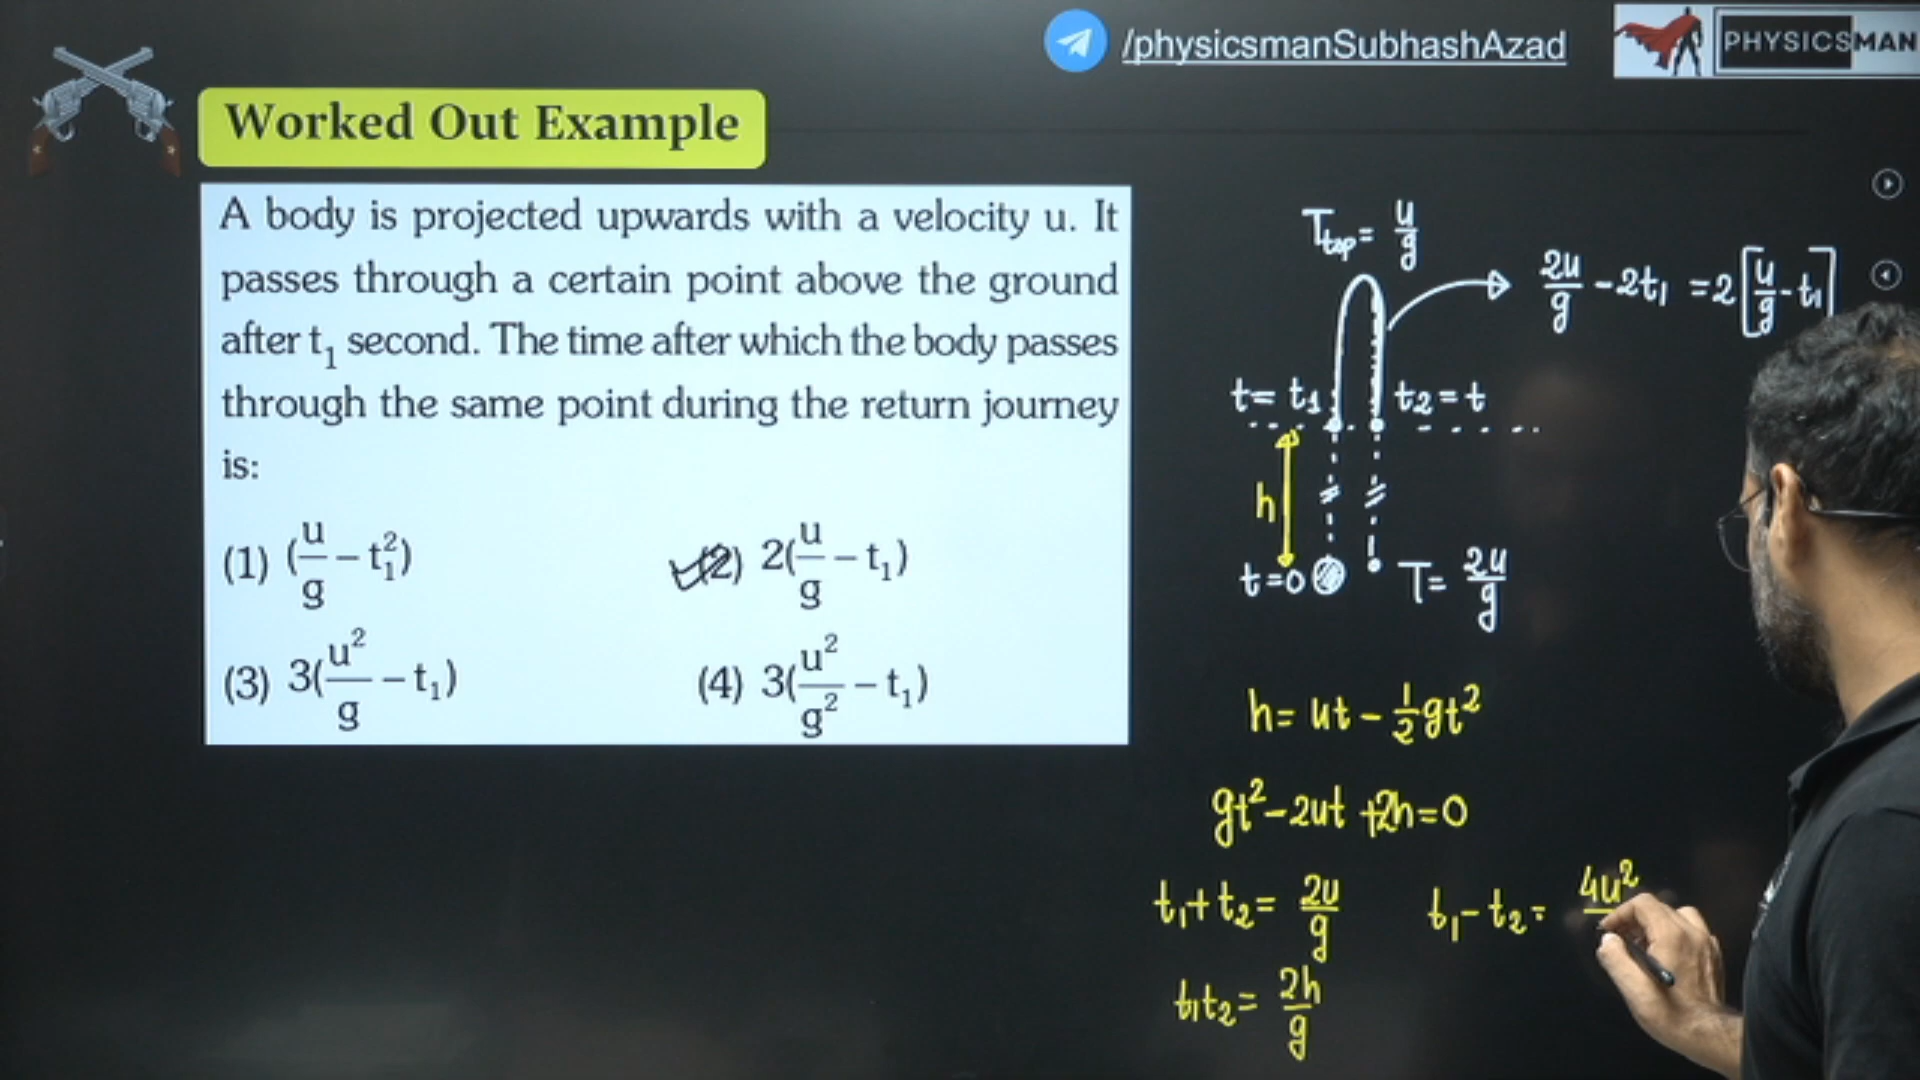 /physicsmanSubhashAzad
PHYSICSMAN
Worked Out Example
A body is projected upwards with a velocity u. It
passes through a certain point above the ground
after t₁ second. The time after which the body passes
through the same point during the return journey
is:
(1) (u/g − t₁²)
(2) 2(u/g − t₁)
(3) 3(u²/g − t₁)
(4) 3(u²/g² − t₁)
T_top = u/g
2u/g − 2t₁ = 2[u/g − t₁]
t = t₁
t₂ = t
h
t = 0
T = 2u/g
h = ut − ½gt²
gt² − 2ut + 2h = 0
t₁ + t₂ = 2u/g
t₁ − t₂ = 4u²
t₁t₂ = 2h/g